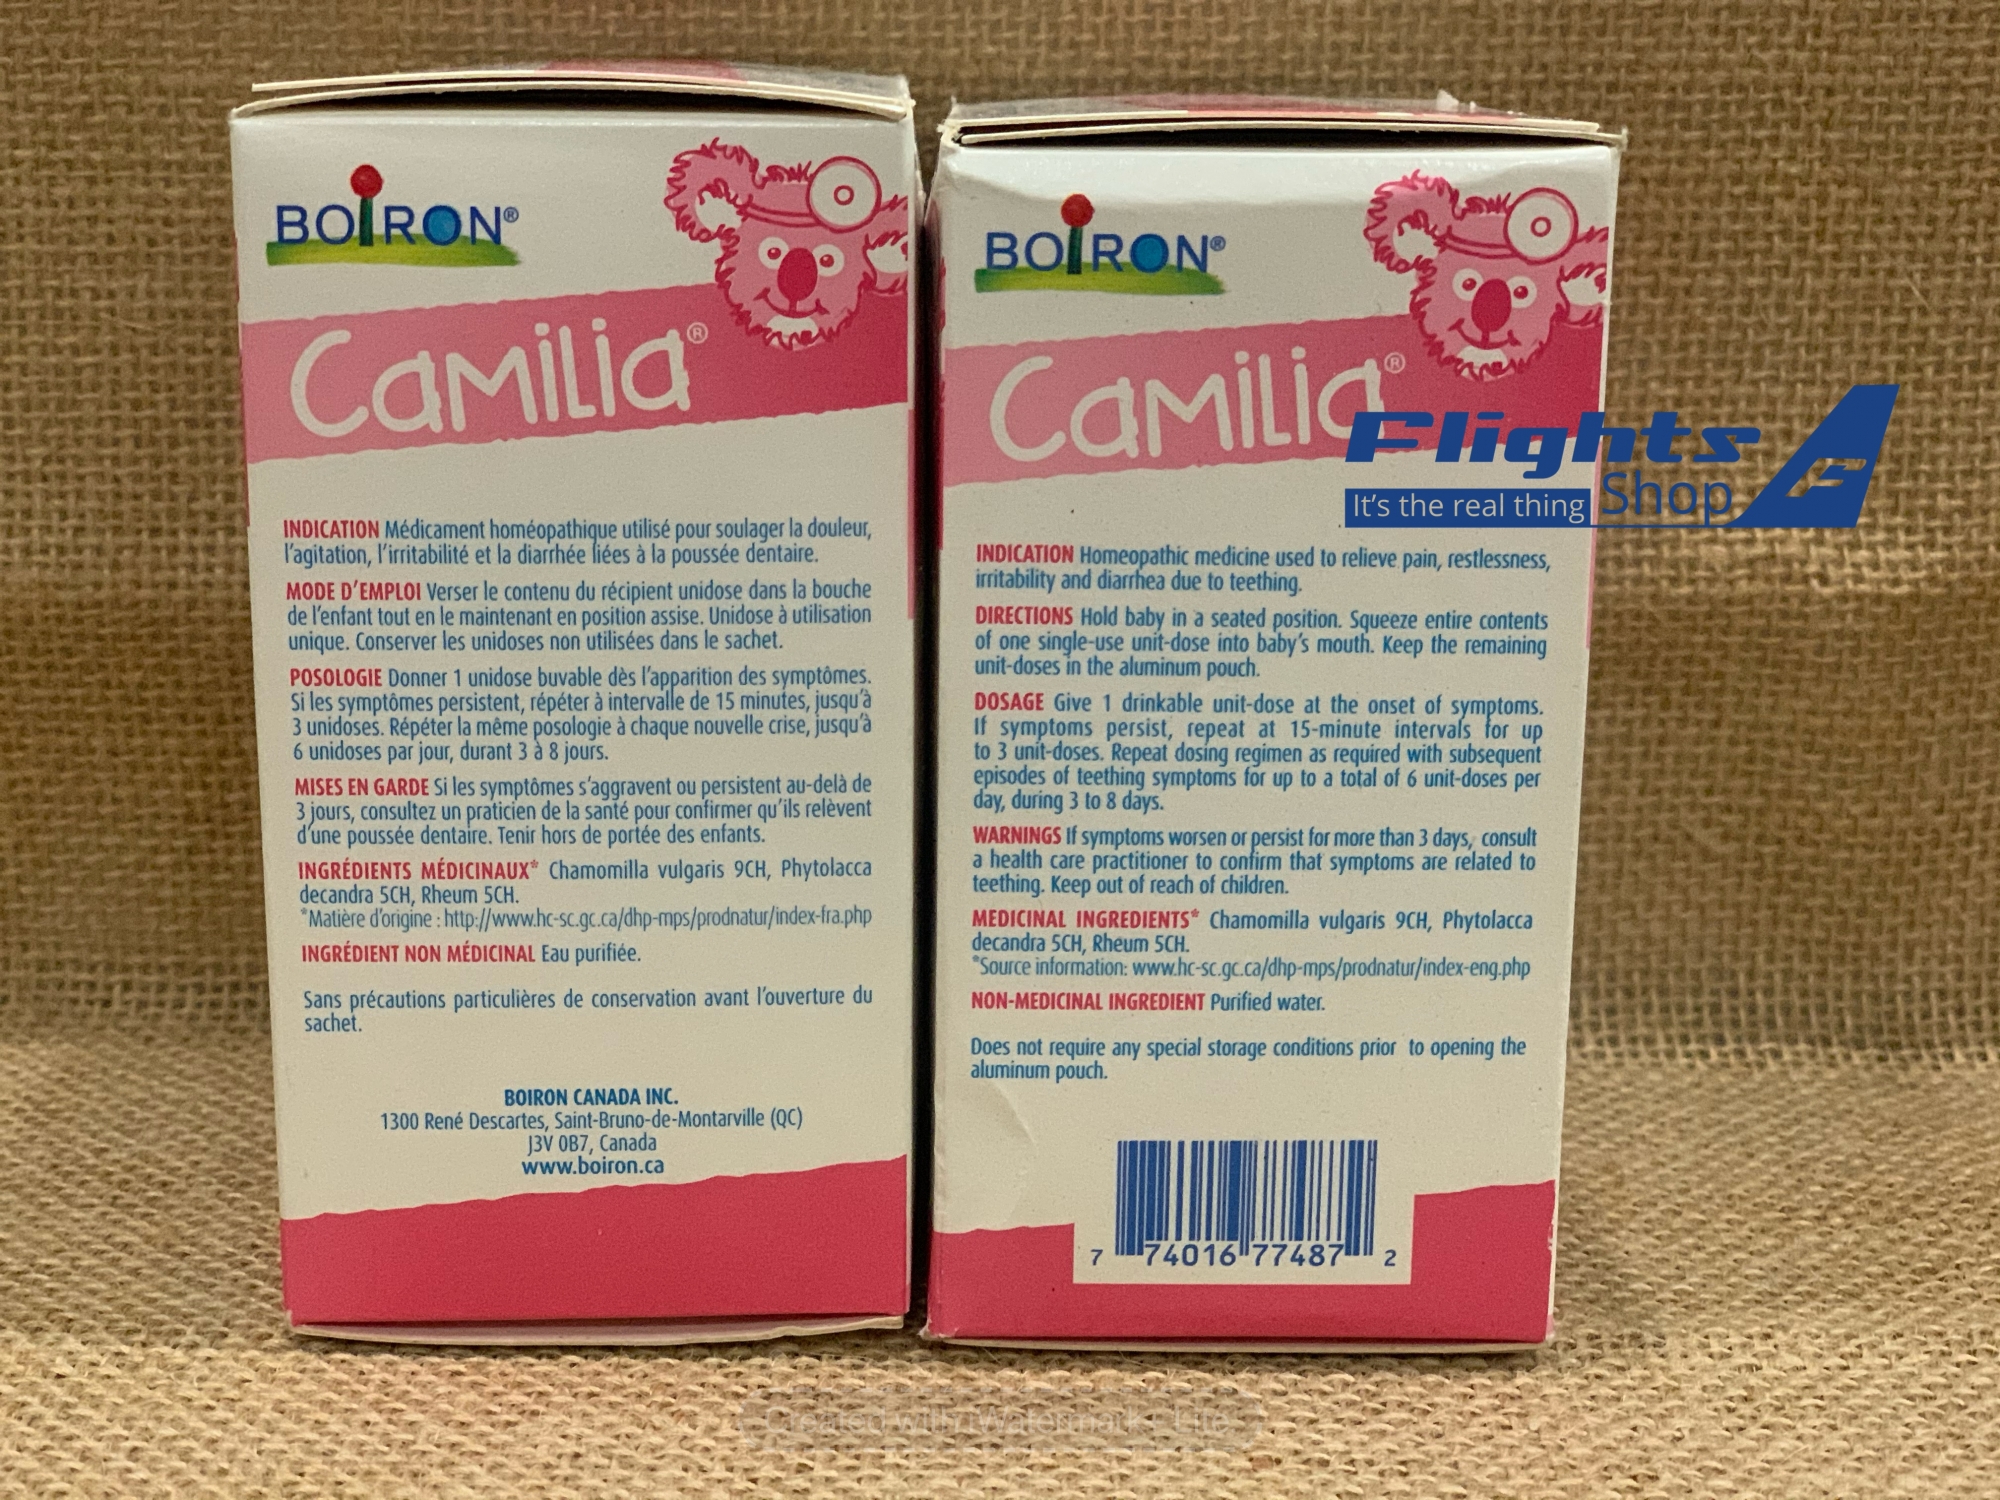 BOIRON®
Camilia®
INDICATION Médicament homéopathique utilisé pour soulager la douleur,
l'agitation, l'irritabilité et la diarrhée liées à la poussée dentaire.
MODE D'EMPLOI Verser le contenu du récipient unidose dans la bouche
de l'enfant tout en le maintenant en position assise. Unidose à utilisation
unique. Conserver les unidoses non utilisées dans le sachet.
POSOLOGIE Donner 1 unidose buvable dès l'apparition des symptômes.
Si les symptômes persistent, répéter à intervalle de 15 minutes, jusqu'à
3 unidoses. Répéter la même posologie à chaque nouvelle crise, jusqu'à
6 unidoses par jour, durant 3 à 8 jours.
MISES EN GARDE Si les symptômes s'aggravent ou persistent au-delà de
3 jours, consultez un praticien de la santé pour confirmer qu'ils relèvent
d'une poussée dentaire. Tenir hors de portée des enfants.
INGRÉDIENTS MÉDICINAUX* Chamomilla vulgaris 9CH, Phytolacca
decandra 5CH, Rheum 5CH.
*Matière d'origine : http://www.hc-sc.gc.ca/dhp-mps/prodnatur/index-fra.php
INGRÉDIENT NON MÉDICINAL Eau purifiée.
Sans précautions particulières de conservation avant l'ouverture du
sachet.
BOIRON CANADA INC.
1300 René Descartes, Saint-Bruno-de-Montarville (QC)
J3V 0B7, Canada
www.boiron.ca
BOIRON®
Camilia®
Flights
It's the real thing Shop
INDICATION Homeopathic medicine used to relieve pain, restlessness,
irritability and diarrhea due to teething.
DIRECTIONS Hold baby in a seated position. Squeeze entire contents
of one single-use unit-dose into baby's mouth. Keep the remaining
unit-doses in the aluminum pouch.
DOSAGE Give 1 drinkable unit-dose at the onset of symptoms.
If symptoms persist, repeat at 15-minute intervals for up
to 3 unit-doses. Repeat dosing regimen as required with subsequent
episodes of teething symptoms for up to a total of 6 unit-doses per
day, during 3 to 8 days.
WARNINGS If symptoms worsen or persist for more than 3 days, consult
a health care practitioner to confirm that symptoms are related to
teething. Keep out of reach of children.
MEDICINAL INGREDIENTS* Chamomilla vulgaris 9CH, Phytolacca
decandra 5CH, Rheum 5CH.
*Source information: www.hc-sc.gc.ca/dhp-mps/prodnatur/index-eng.php
NON-MEDICINAL INGREDIENT Purified water.
Does not require any special storage conditions prior to opening the
aluminum pouch.
7 74016 77487 2
Created with iWatermark+ Lite